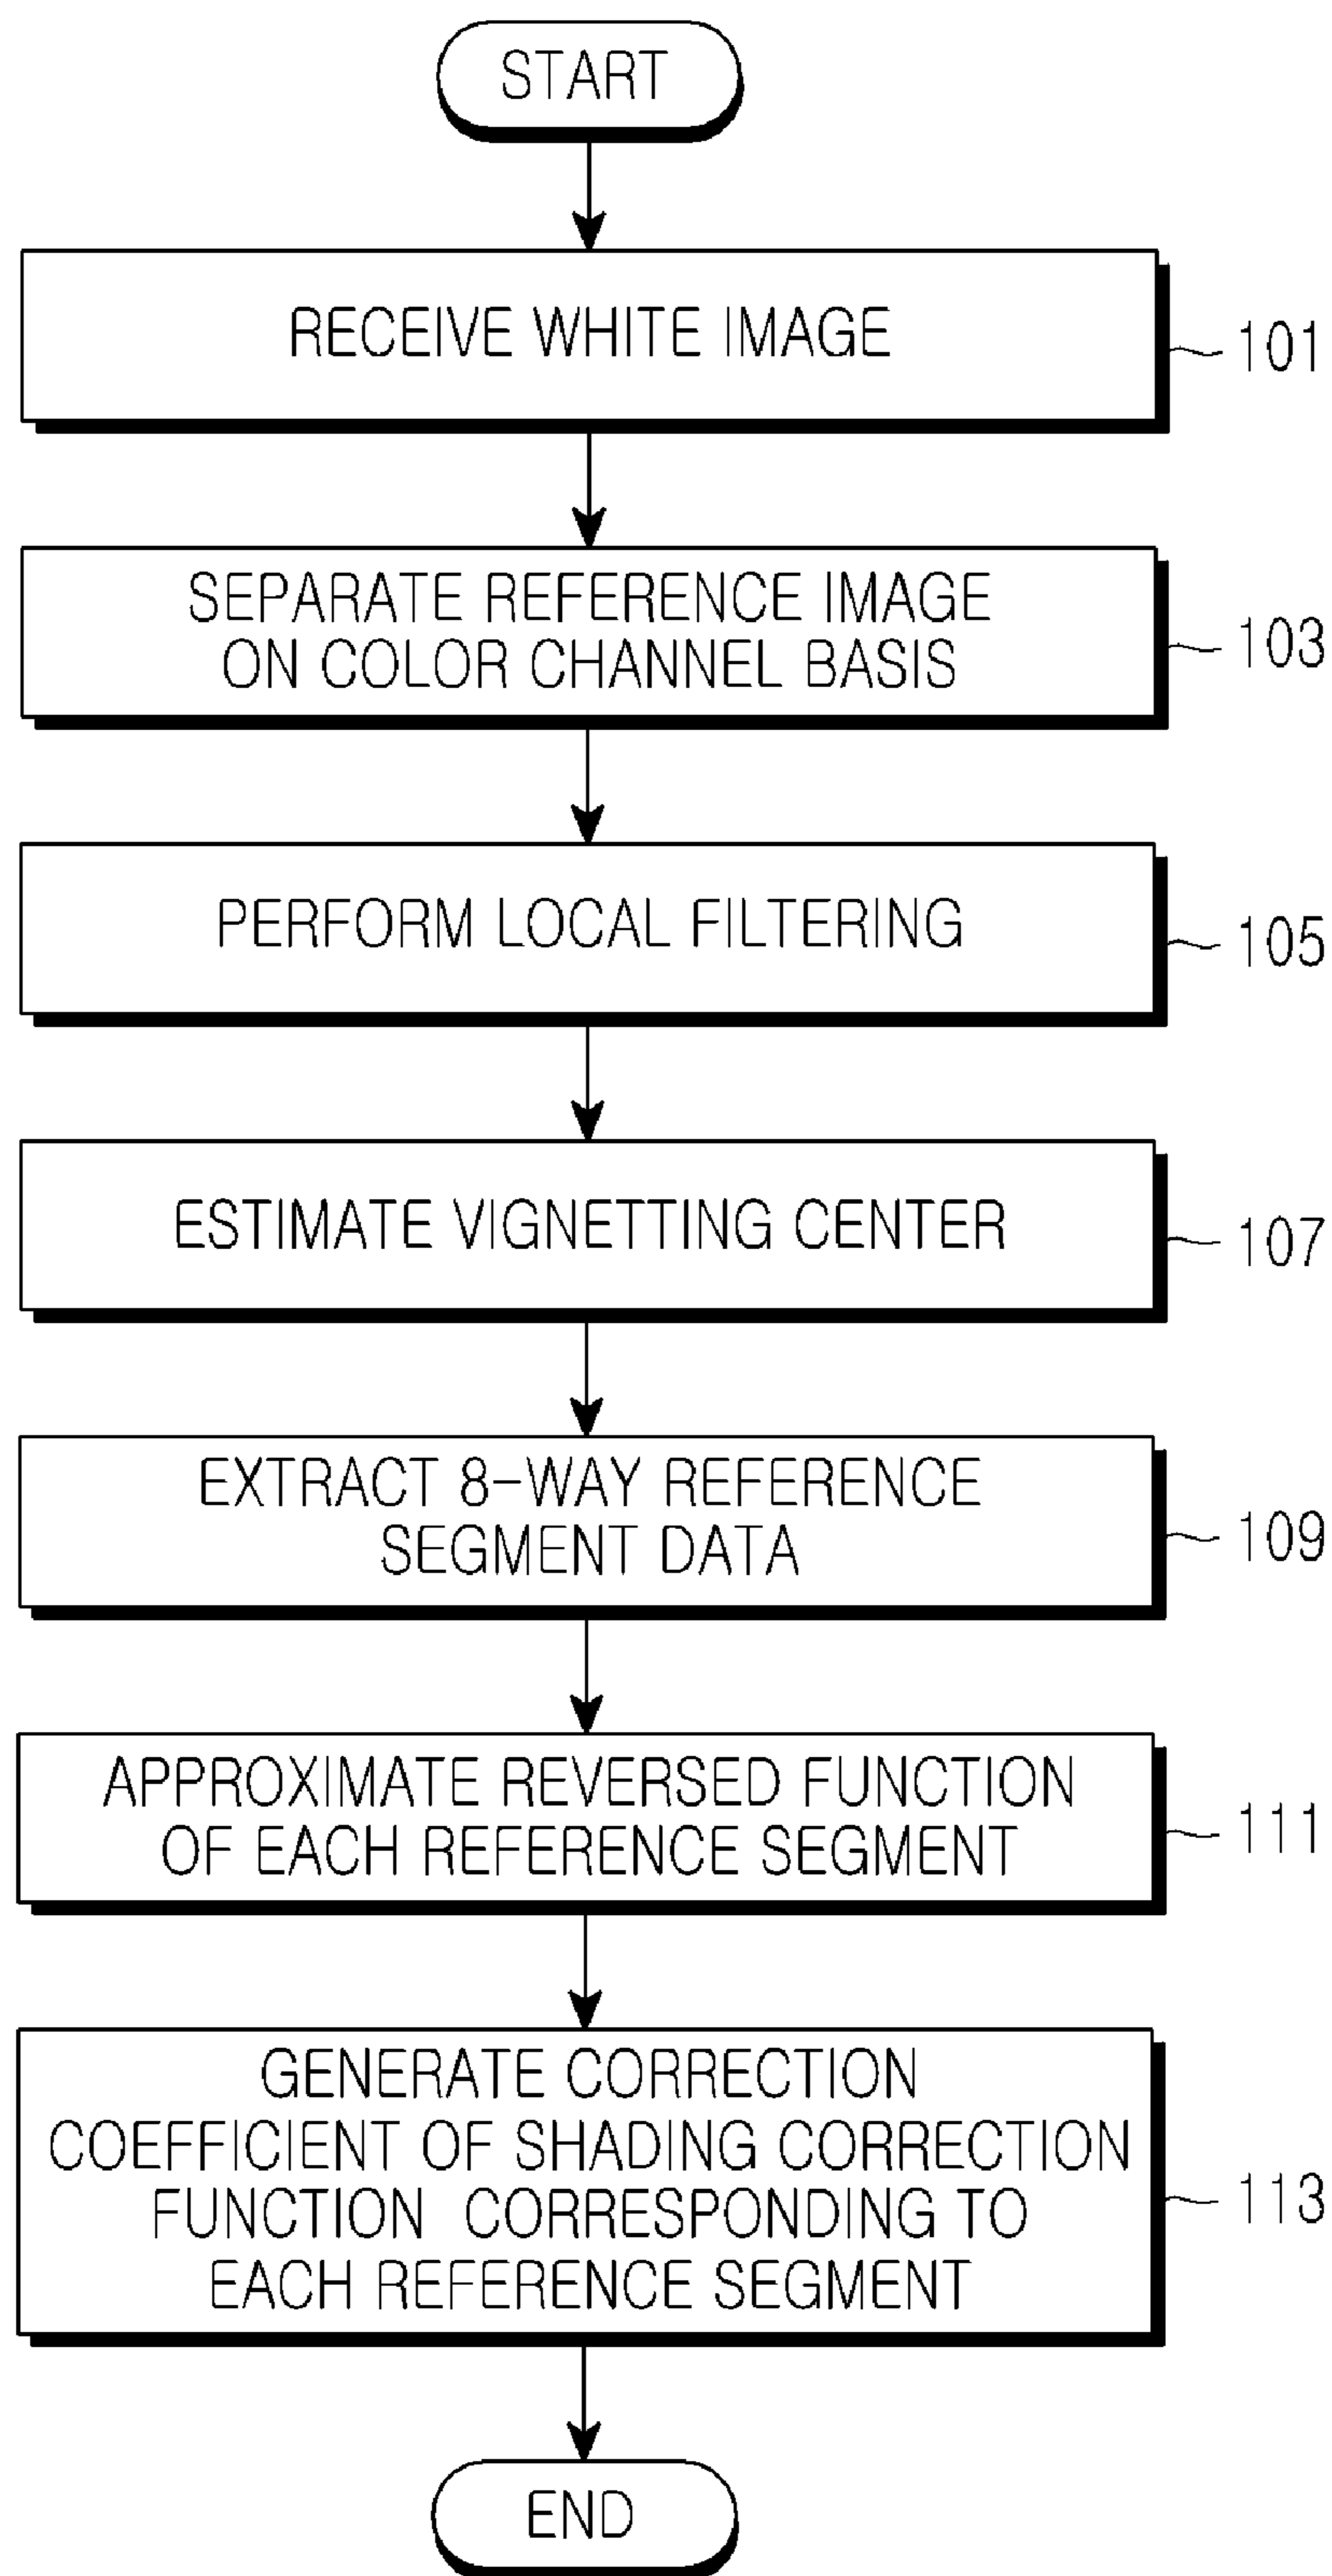 START
RECEIVE WHITE IMAGE
101
SEPARATE REFERENCE IMAGE
ON COLOR CHANNEL BASIS
103
PERFORM LOCAL FILTERING
105
ESTIMATE VIGNETTING CENTER
107
EXTRACT 8-WAY REFERENCE
SEGMENT DATA
109
APPROXIMATE REVERSED FUNCTION
OF EACH REFERENCE SEGMENT
111
GENERATE CORRECTION
COEFFICIENT OF SHADING CORRECTION
FUNCTION CORRESPONDING TO
EACH REFERENCE SEGMENT
113
END